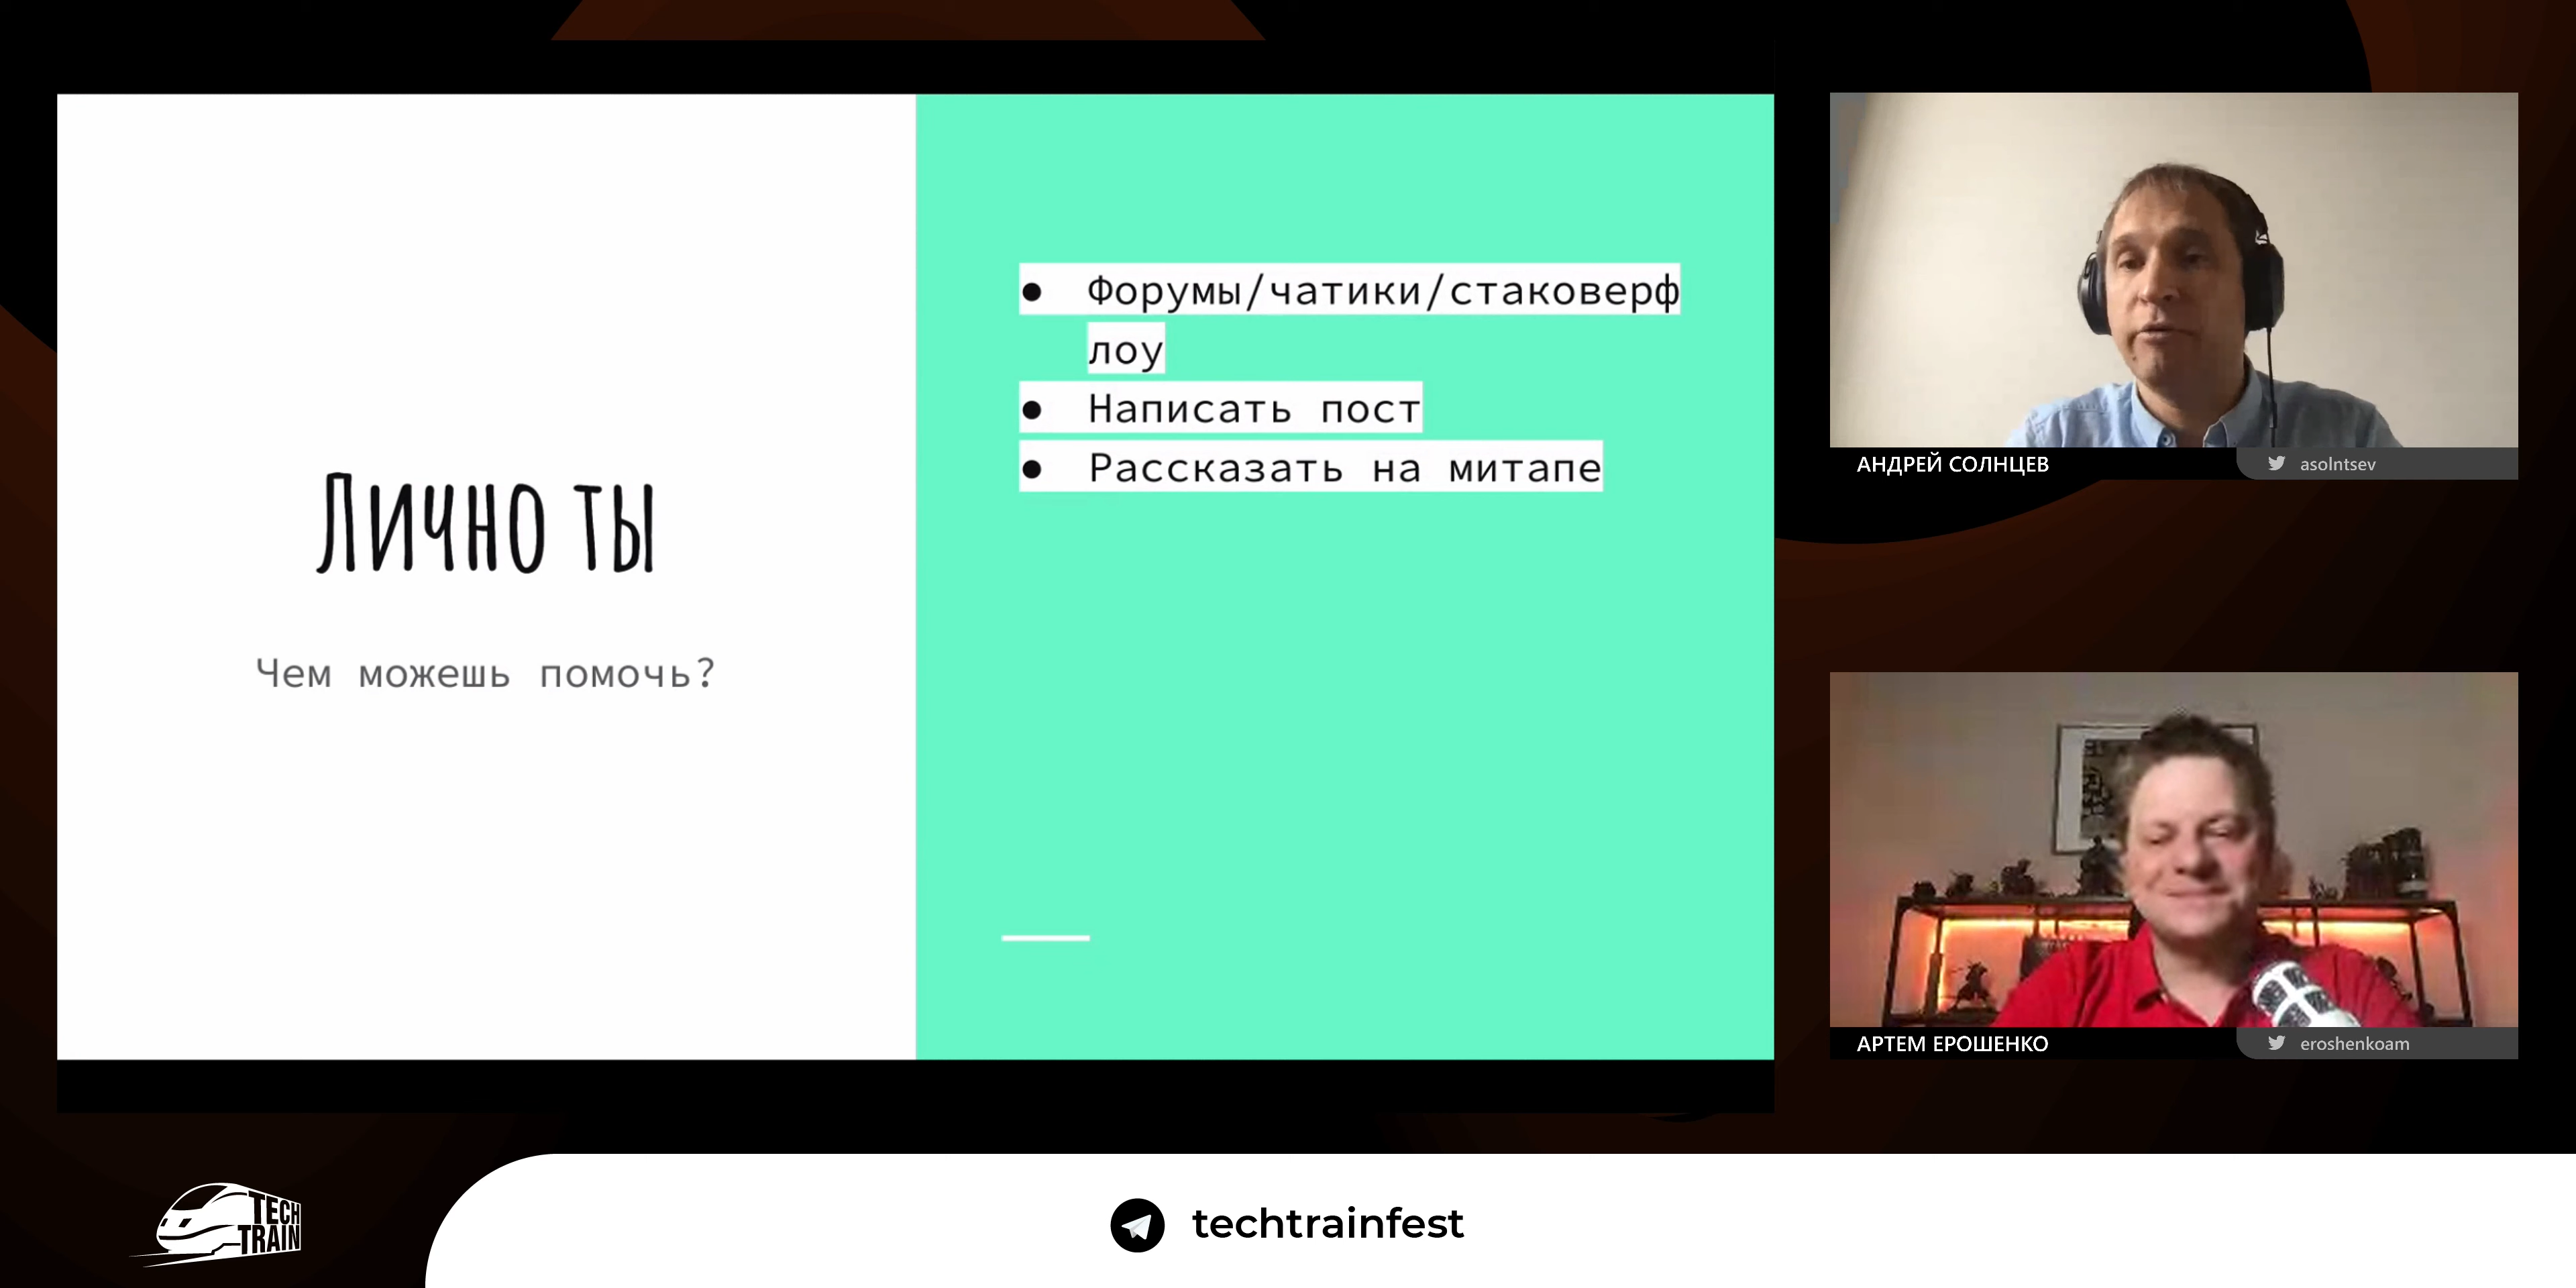 Лично ты
Чем можешь помочь?
● Форумы/чатики/стаковерф
лоу
● Написать пост
● Рассказать на митапе
АНДРЕЙ СОЛНЦЕВ
asolntsev
АРТЕМ ЕРОШЕНКО
eroshenkoam
TECH
TRAIN
techtrainfest